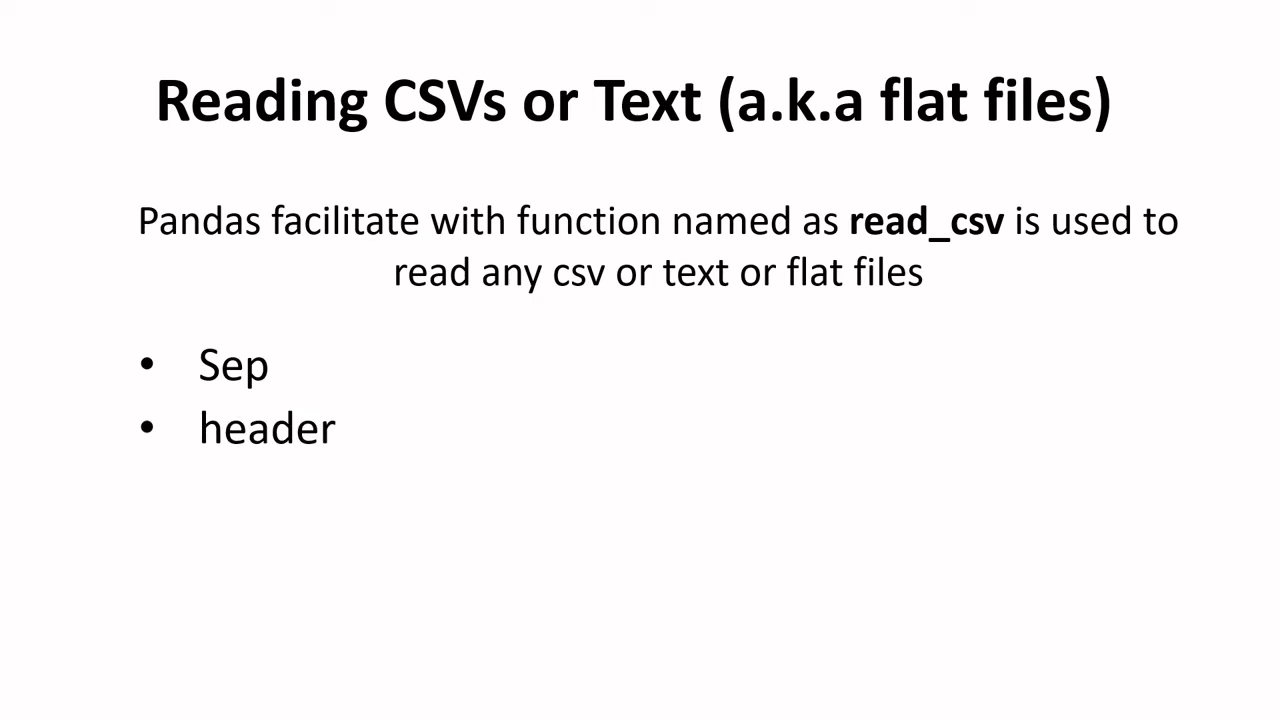 Reading CSVs or Text (a.k.a flat files)
Pandas facilitate with function named as read_csv is used to
read any csv or text or flat files
• Sep
• header